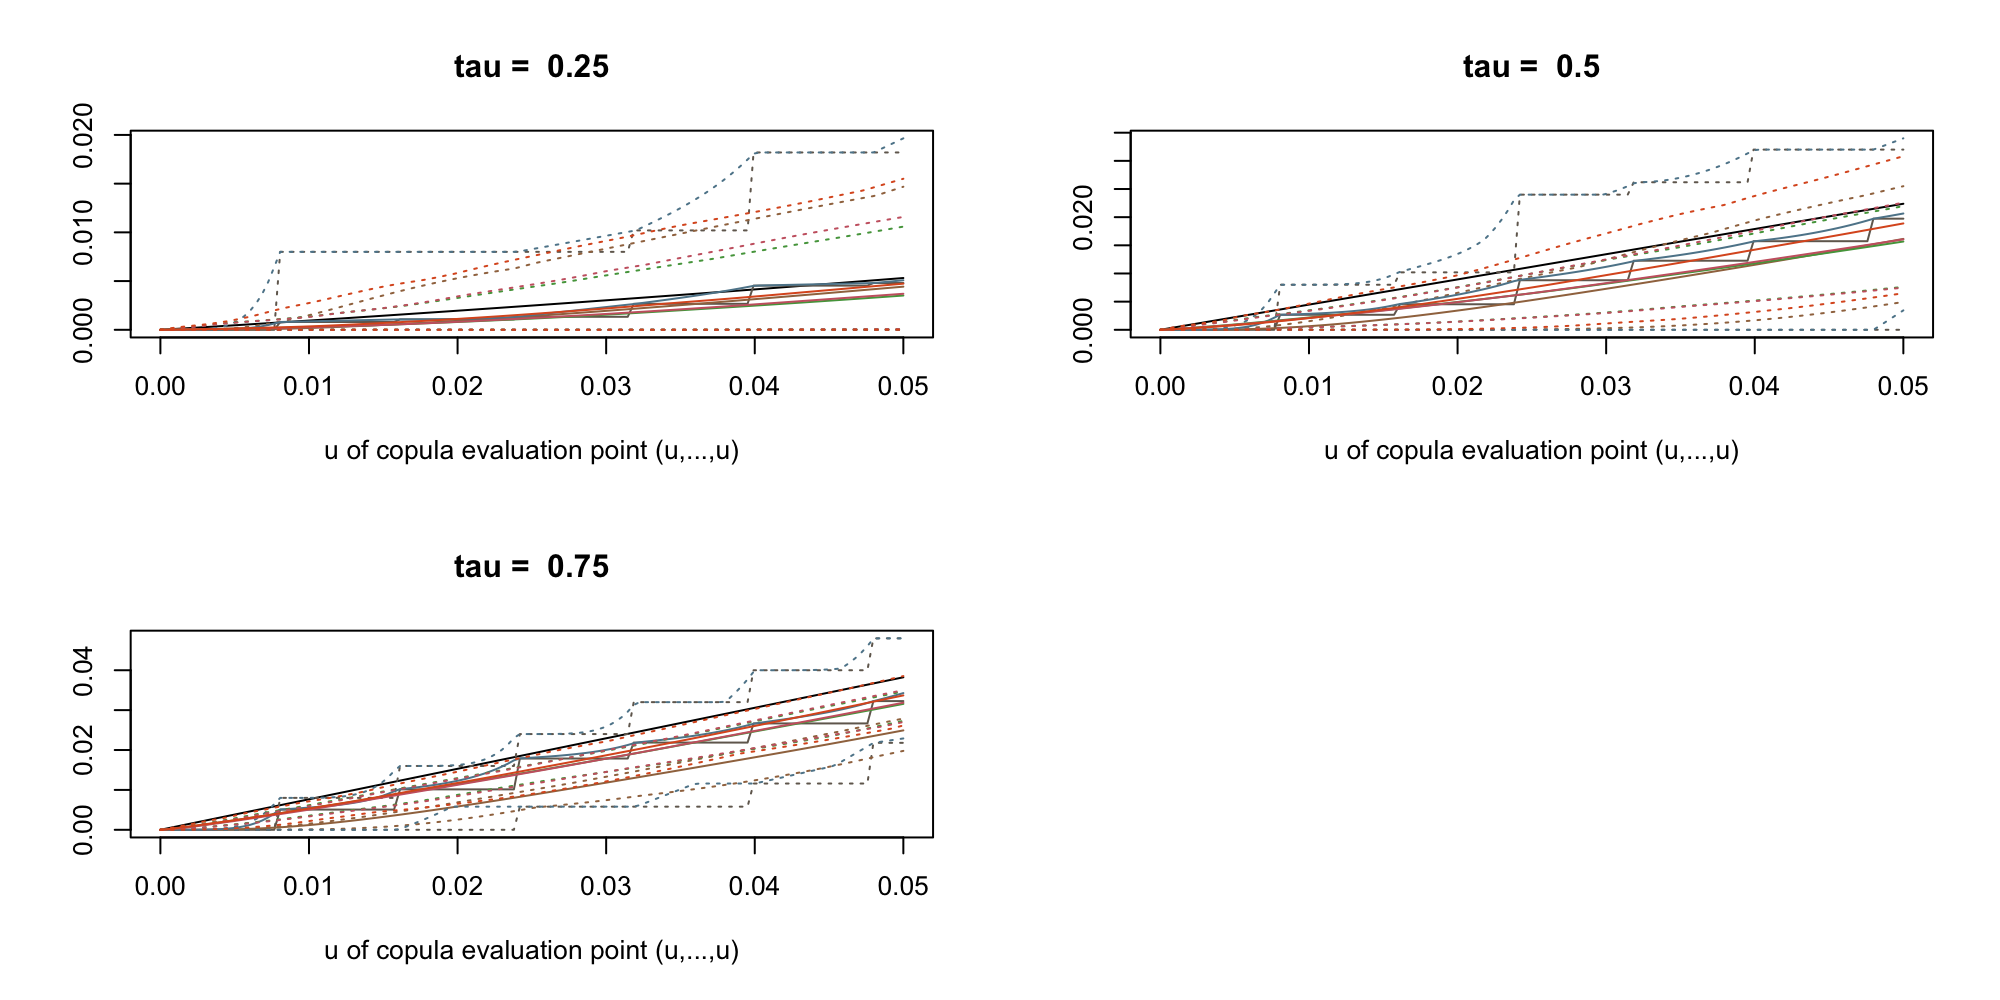 tau =  0.25
0.000 0.010 0.020
0.00 0.01 0.02 0.03 0.04 0.05
u of copula evaluation point (u,...,u)
tau =  0.5
0.000 0.020
0.00 0.01 0.02 0.03 0.04 0.05
u of copula evaluation point (u,...,u)
tau =  0.75
0.00 0.02 0.04
0.00 0.01 0.02 0.03 0.04 0.05
u of copula evaluation point (u,...,u)